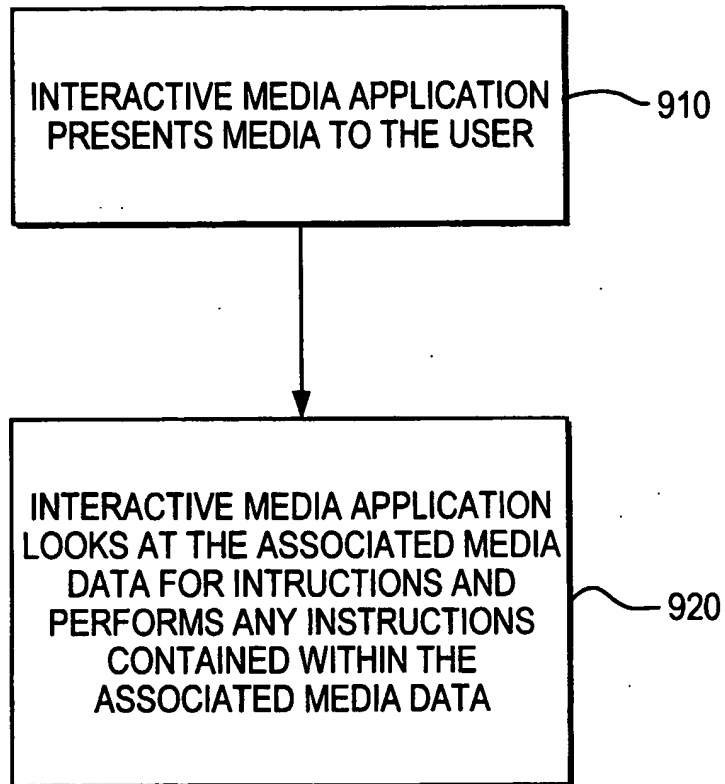 INTERACTIVE MEDIA APPLICATION
PRESENTS MEDIA TO THE USER
910
INTERACTIVE MEDIA APPLICATION
LOOKS AT THE ASSOCIATED MEDIA
DATA FOR INTRUCTIONS AND
PERFORMS ANY INSTRUCTIONS
CONTAINED WITHIN THE
ASSOCIATED MEDIA DATA
920